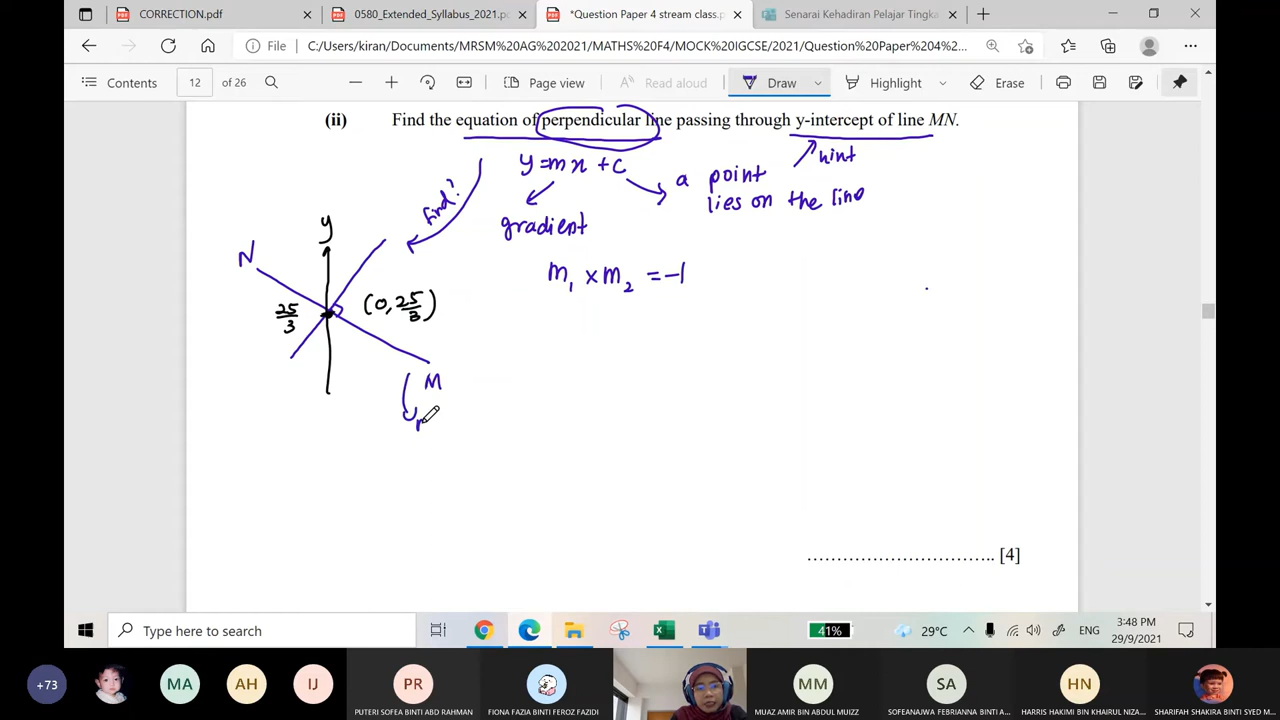 CORRECTION.pdf
0580_Extended_Syllabus_2021.p
*Question Paper 4 stream class.p
Senarai Kehadiran Pelajar Tingka
File
C:/Users/kiran/Documents/MRSM%20AG%202021/MATHS%20F4/MOCK%20IGCSE/2021/Question%20Paper%204%2...
Contents
12
of 26
Page view
Read aloud
Draw
Highlight
Erase
(ii) Find the equation of perpendicular line passing through y-intercept of line MN.
hint
y=mx+c
a point
lies on the line
find?
gradient
y
N
m₁ × m₂ = -1
25/3
(0, 25/3)
M
………………………….. [4]
Type here to search
41%
29°C
ENG
3:48 PM
29/9/2021
+73
MA
AH
IJ
PR
PUTERI SOFEA BINTI ABD RAHMAN
FIONA FAZIA BINTI FEROZ FAZIDI
MM
MUAZ AMIN BIN ABDUL MUIZZ
SA
SOFEANAJWA FEBRIANNA BINTI A...
HN
HARRIS HAKIMI BIN KHAIRUL NIZA...
SHARIFAH SHAKIRA BINTI SYED M...